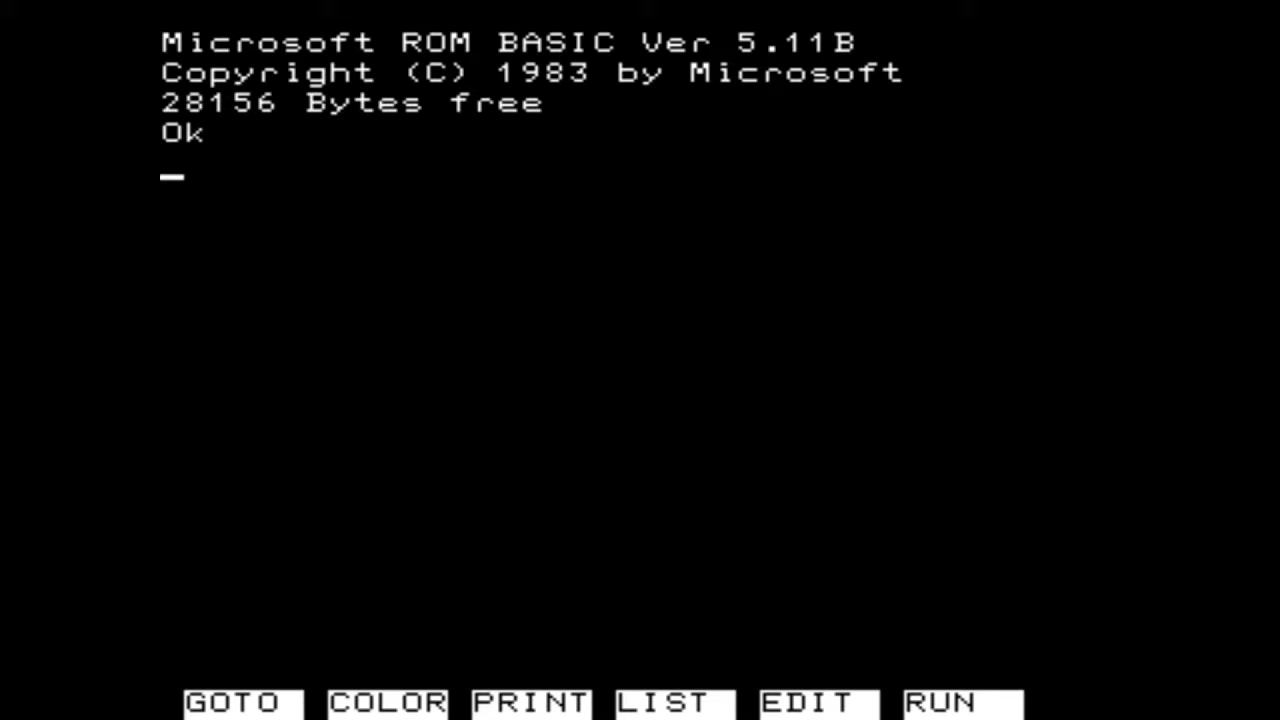 Microsoft ROM BASIC Ver 5.11B
Copyright (C) 1983 by Microsoft
28156 Bytes free
Ok
GOTO COLOR PRINT LIST EDIT RUN